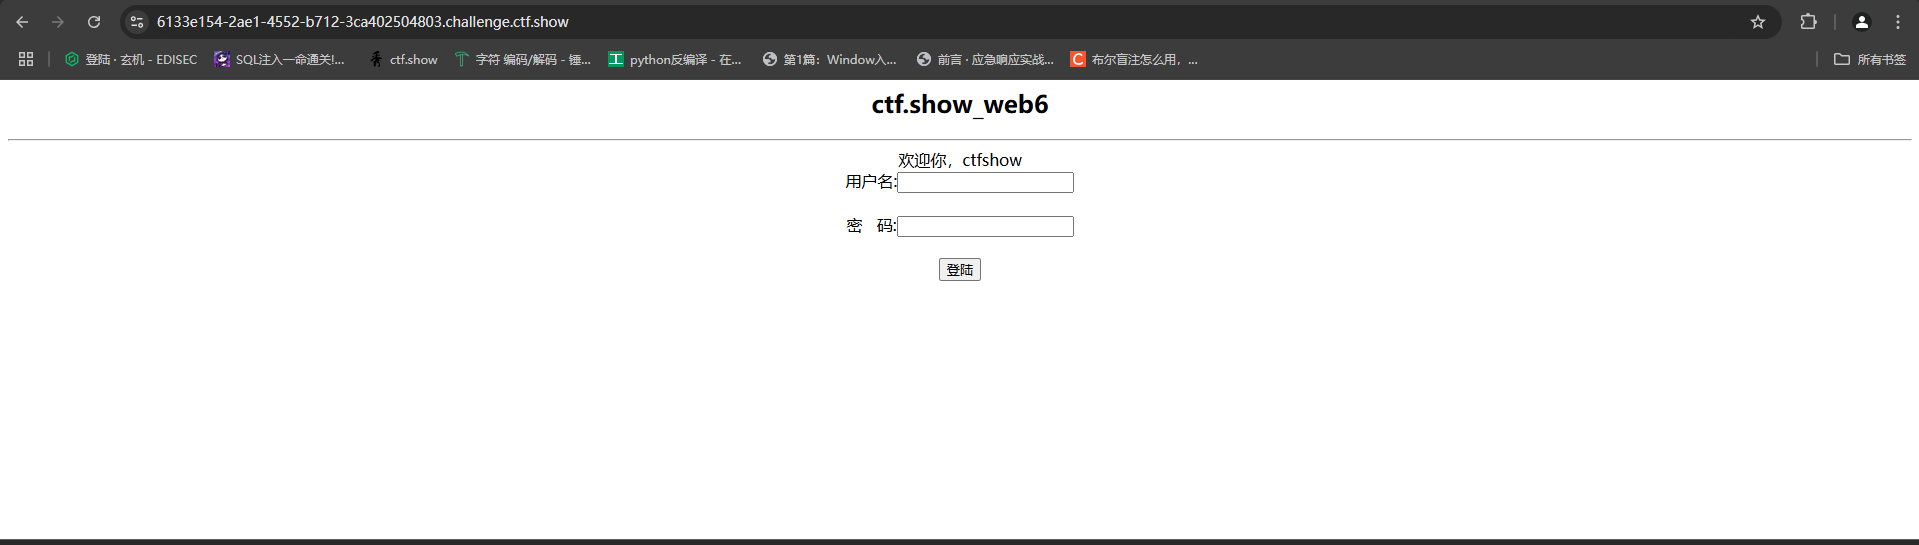 6133e154-2ae1-4552-b712-3ca402504803.challenge.ctf.show
登陆 · 玄机 - EDISEC SQL注入一命通关!... ctf.show 字符 编码/解码 - 锤... python反编译 - 在... 第1篇：Window入... 前言 · 应急响应实战... 布尔盲注怎么用，... 所有书签
ctf.show_web6
欢迎你，ctfshow
用户名:
密 码:
登陆